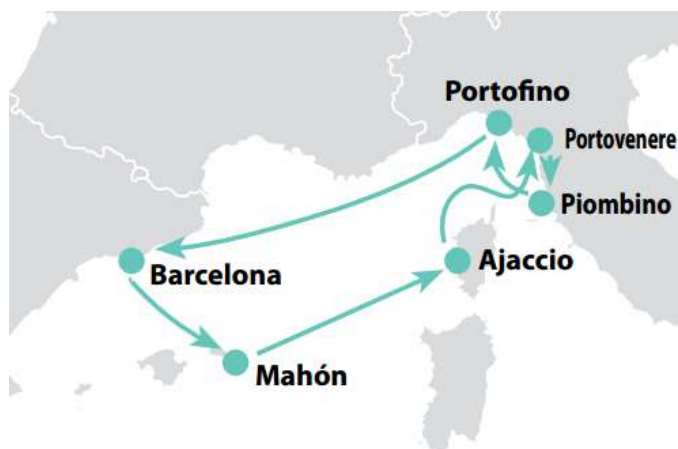 Portofino
Portovenere
Piombino
Ajaccio
Barcelona
Mahón